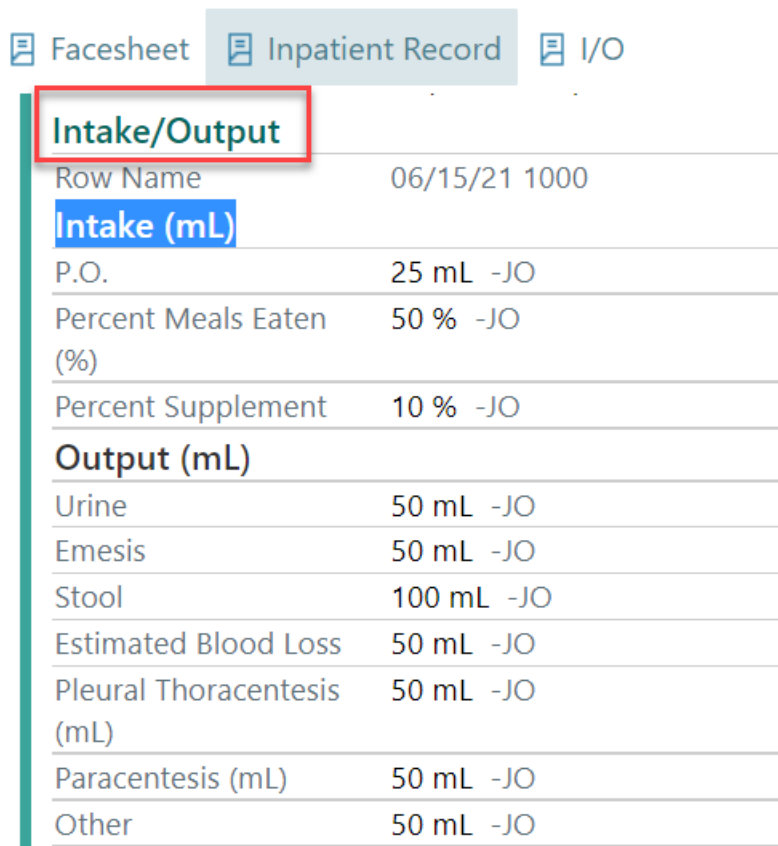 Facesheet Inpatient Record I/O
Intake/Output
Row Name 06/15/21 1000
Intake (mL)
P.O. 25 mL -JO
Percent Meals Eaten 50 % -JO
(%)
Percent Supplement 10 % -JO
Output (mL)
Urine 50 mL -JO
Emesis 50 mL -JO
Stool 100 mL -JO
Estimated Blood Loss 50 mL -JO
Pleural Thoracentesis 50 mL -JO
(mL)
Paracentesis (mL) 50 mL -JO
Other 50 mL -JO